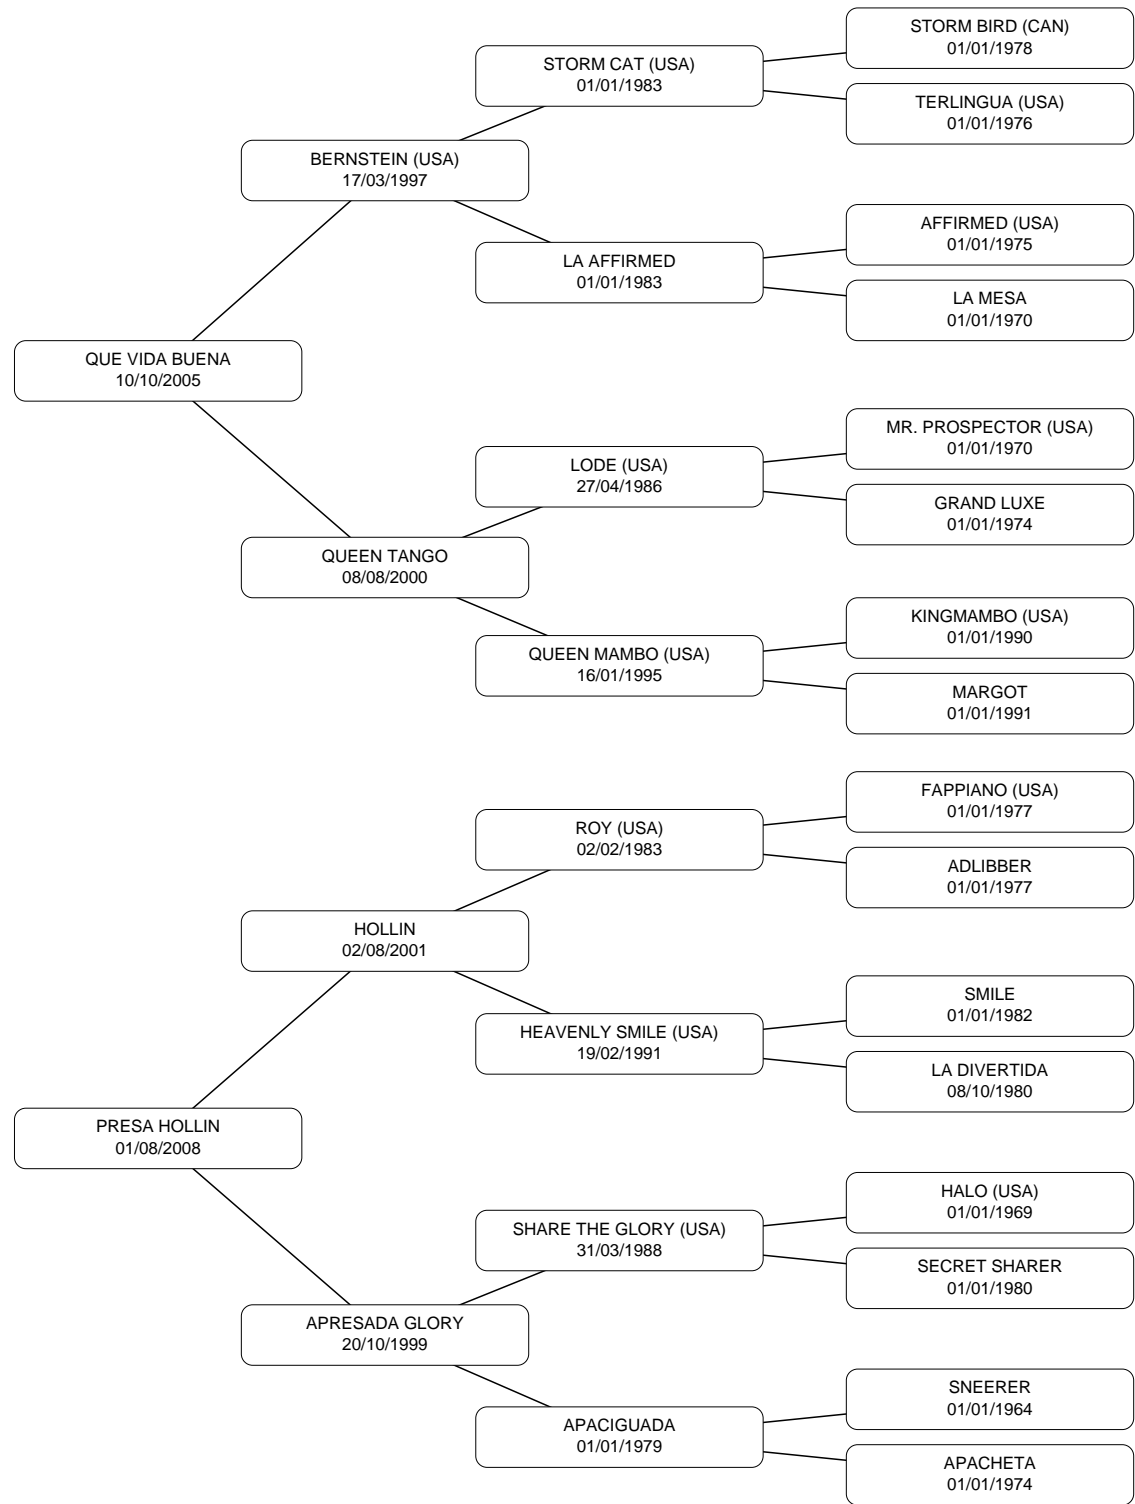 STORM BIRD (CAN)
01/01/1978
STORM CAT (USA)
01/01/1983
TERLINGUA (USA)
01/01/1976
BERNSTEIN (USA)
17/03/1997
AFFIRMED (USA)
01/01/1975
LA AFFIRMED
01/01/1983
LA MESA
01/01/1970
QUE VIDA BUENA
10/10/2005
MR. PROSPECTOR (USA)
01/01/1970
LODE (USA)
27/04/1986
GRAND LUXE
01/01/1974
QUEEN TANGO
08/08/2000
KINGMAMBO (USA)
01/01/1990
QUEEN MAMBO (USA)
16/01/1995
MARGOT
01/01/1991
FAPPIANO (USA)
01/01/1977
ROY (USA)
02/02/1983
ADLIBBER
01/01/1977
HOLLIN
02/08/2001
SMILE
01/01/1982
HEAVENLY SMILE (USA)
19/02/1991
LA DIVERTIDA
08/10/1980
PRESA HOLLIN
01/08/2008
HALO (USA)
01/01/1969
SHARE THE GLORY (USA)
31/03/1988
SECRET SHARER
01/01/1980
APRESADA GLORY
20/10/1999
SNEERER
01/01/1964
APACIGUADA
01/01/1979
APACHETA
01/01/1974